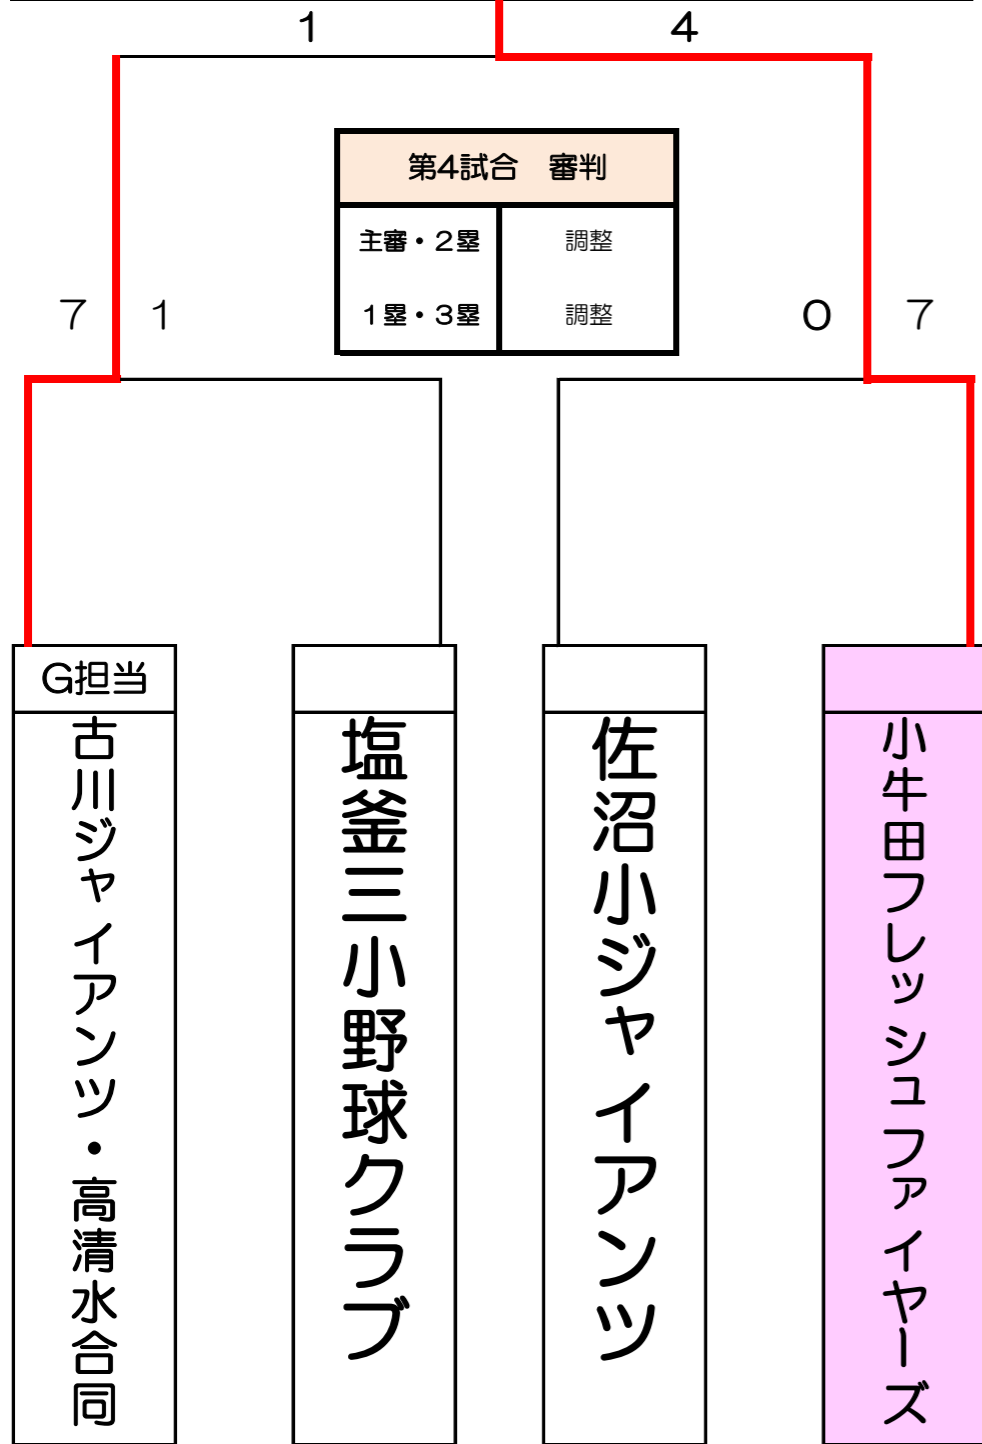 １ ４
第4試合　審判
主審・２塁 調整
７ １ １塁・３塁 調整 ０ ７
G担当
古川ジャイアンツ・高清水合同
塩釜三小野球クラブ
佐沼小ジャイアンツ
小牛田フレッシュファイヤーズ